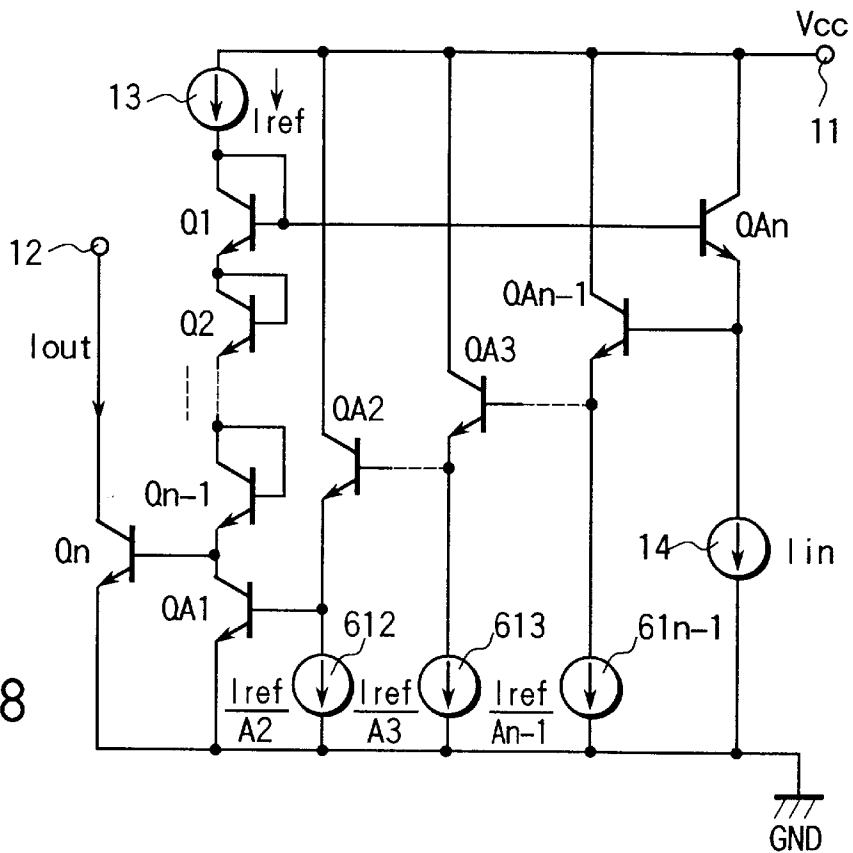 Vcc
13
Iref
11
Q1
QAn
12
QAn-1
Q2
QA3
Iout
QA2
Qn-1
Qn
14
Iin
QA1
612
613
61n-1
8
Iref
A2
Iref
A3
Iref
An-1
GND